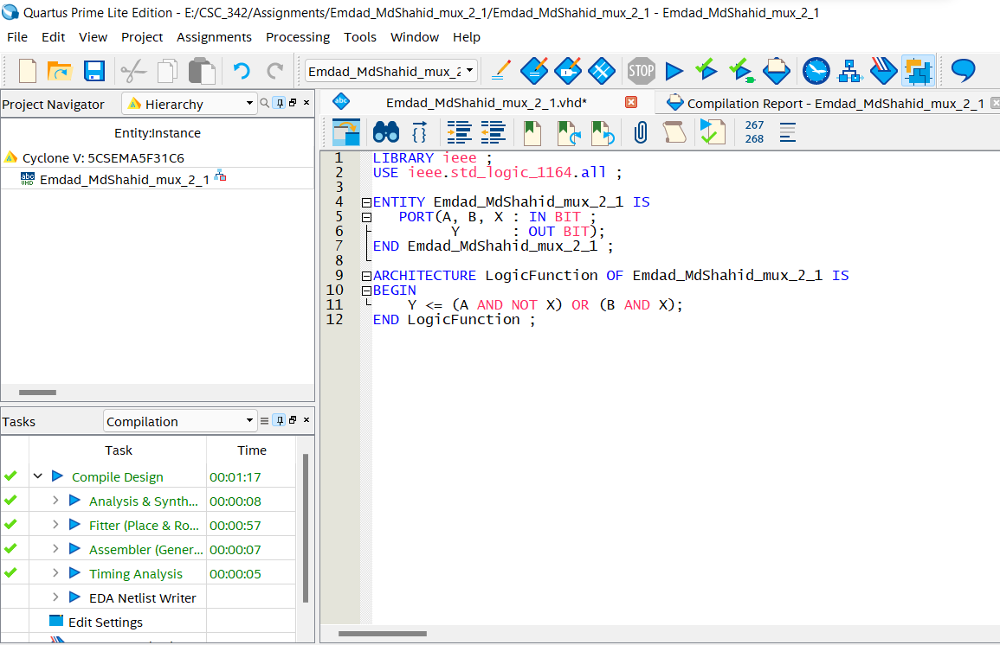 Quartus Prime Lite Edition - E:/CSC_342/Assignments/Emdad_MdShahid_mux_2_1/Emdad_MdShahid_mux_2_1 - Emdad_MdShahid_mux_2_1
File Edit View Project Assignments Processing Tools Window Help
Emdad_MdShahid_mux_2
STOP
Project Navigator
Hierarchy
Entity:Instance
Cyclone V: 5CSEMA5F31C6
abc
VHD
Emdad_MdShahid_mux_2_1
abc
Emdad_MdShahid_mux_2_1.vhd*
Compilation Report - Emdad_MdShahid_mux_2_1
267
268
1 LIBRARY ieee ;
2 USE ieee.std_logic_1164.all ;
3
4 ENTITY Emdad_MdShahid_mux_2_1 IS
5 PORT(A, B, X : IN BIT ;
6 Y : OUT BIT);
7 END Emdad_MdShahid_mux_2_1 ;
8
9 ARCHITECTURE LogicFunction OF Emdad_MdShahid_mux_2_1 IS
10 BEGIN
11 Y <= (A AND NOT X) OR (B AND X);
12 END LogicFunction ;
Tasks
Compilation
Task Time
Compile Design 00:01:17
Analysis & Synth... 00:00:08
Fitter (Place & Ro... 00:00:57
Assembler (Gener... 00:00:07
Timing Analysis 00:00:05
EDA Netlist Writer
Edit Settings